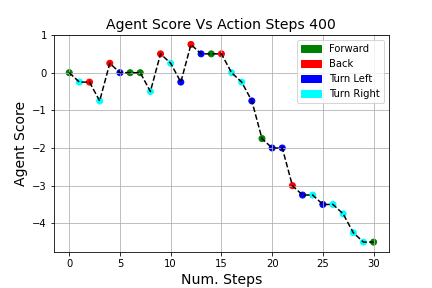 Agent Score Vs Action Steps 400
Forward
Back
Turn Left
Turn Right
1
0
−1
−2
−3
−4
Agent Score
0 5 10 15 20 25 30
Num. Steps